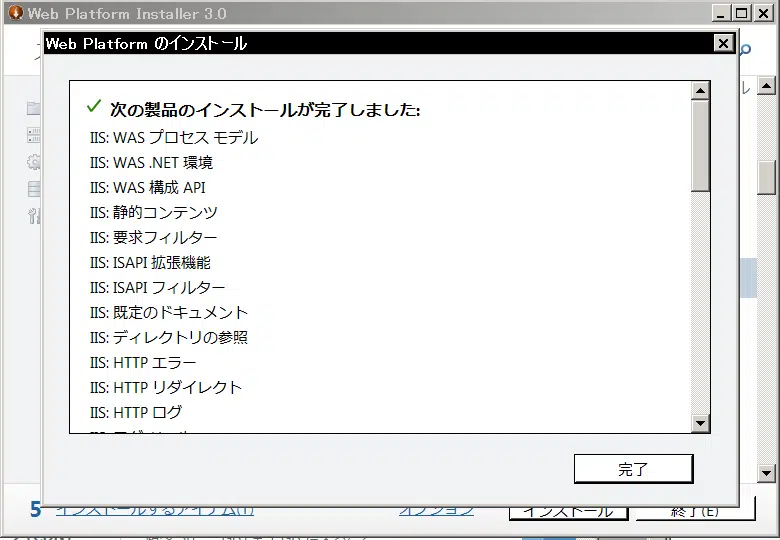 Web Platform Installer 3.0
Web Platform のインストール
次の製品のインストールが完了しました:
IIS: WAS プロセス モデル
IIS: WAS .NET 環境
IIS: WAS 構成 API
IIS: 静的コンテンツ
IIS: 要求フィルター
IIS: ISAPI 拡張機能
IIS: ISAPI フィルター
IIS: 既定のドキュメント
IIS: ディレクトリの参照
IIS: HTTP エラー
IIS: HTTP リダイレクト
IIS: HTTP ログ
完了
5 インストールするアイテム(I) オプション インストール 終了(E)